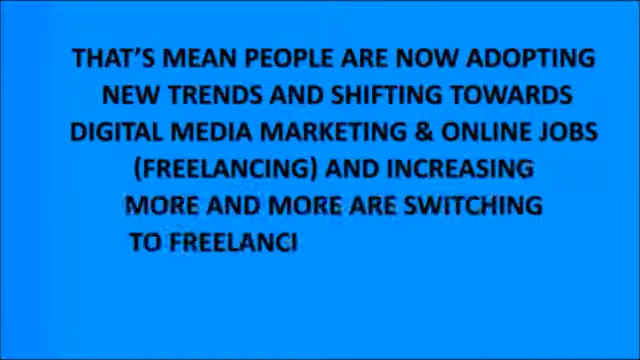 THAT'S MEAN PEOPLE ARE NOW ADOPTING
NEW TRENDS AND SHIFTING TOWARDS
DIGITAL MEDIA MARKETING & ONLINE JOBS
(FREELANCING) AND INCREASING
MORE AND MORE ARE SWITCHING
TO FREELANCI